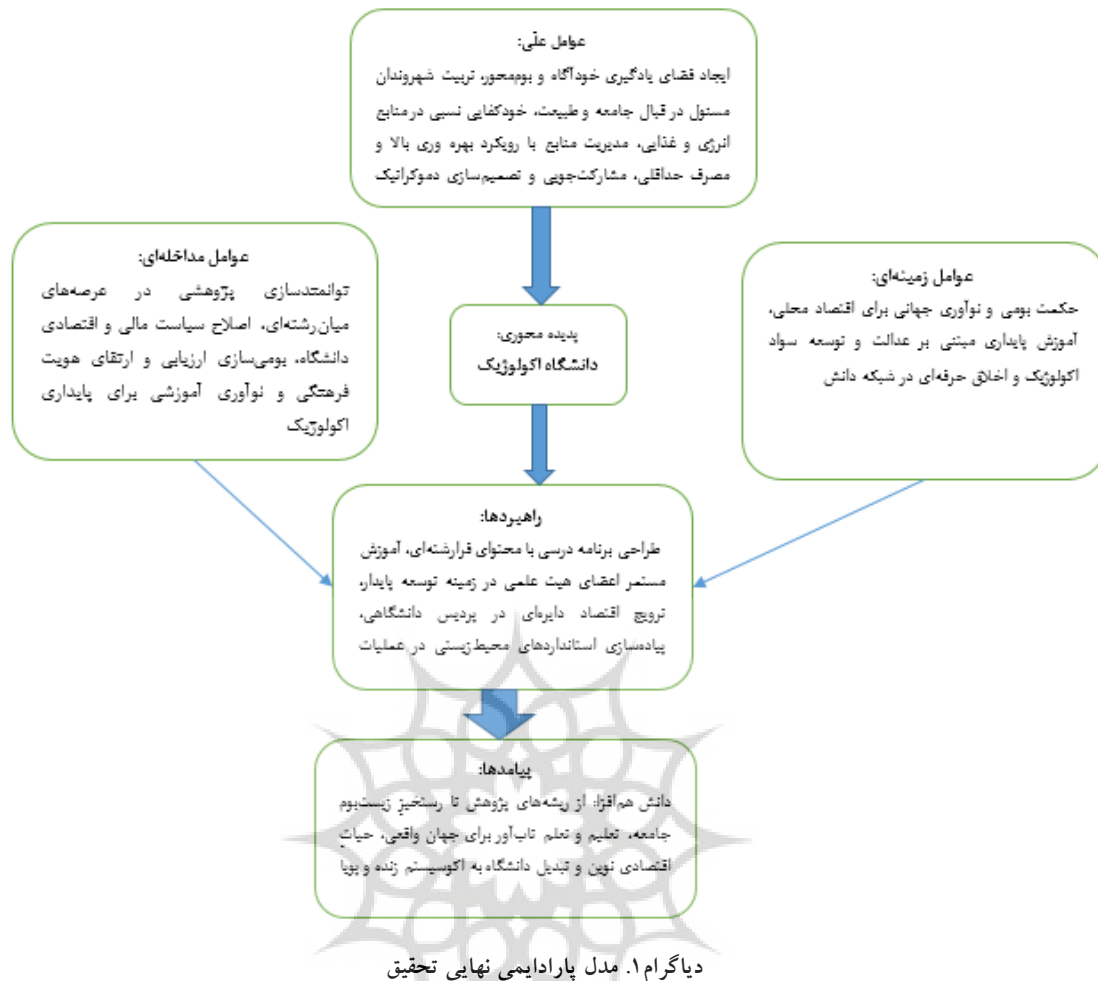 عوامل علّی:
ایجاد فضای یادگیری خودآگاه و بوم‌محور، تربیت شهروندان
مسئول در قبال جامعه و طبیعت، خودکفایی نسبی در منابع
انرژی و غذایی، مدیریت منابع با رویکرد بهره وری بالا و
مصرف حداقلی، مشارکت‌جویی و تصمیم‌سازی دموکراتیک
عوامل زمینه‌ای:
حکمت بومی و نوآوری جهانی برای اقتصاد محلی،
آموزش پایداری مبتنی بر عدالت و توسعه سواد
اکولوژیک و اخلاق حرفه‌ای در شبکه دانش
پدیده محوری:
دانشگاه اکولوژیک
عوامل مداخله‌ای:
توانمندسازی پژوهشی در عرصه‌های
میان‌رشته‌ای، اصلاح سیاست مالی و اقتصادی
دانشگاه، بومی‌سازی ارزیابی و ارتقای هویت
فرهنگی و نوآوری آموزشی برای پایداری
اکولوژیک
راهبردها:
طراحی برنامه درسی با محتوای فرارشته‌ای، آموزش
مستمر اعضای هیت علمی در زمینه توسعه پایدار،
ترویج اقتصاد دایره‌ای در پردیس دانشگاهی،
پیاده‌سازی استانداردهای محیط‌زیستی در عملیات
پیامدها:
دانش هم‌افزا: از ریشه‌های پژوهش تا رستخیزِ زیست‌بوم
جامعه، تعلیم و تعلم تاب‌آور برای جهان واقعی، حیاتِ
اقتصادی نوین و تبدیل دانشگاه به اکوسیستم زنده و پویا
دیاگرام۱. مدل پارادایمی نهایی تحقیق